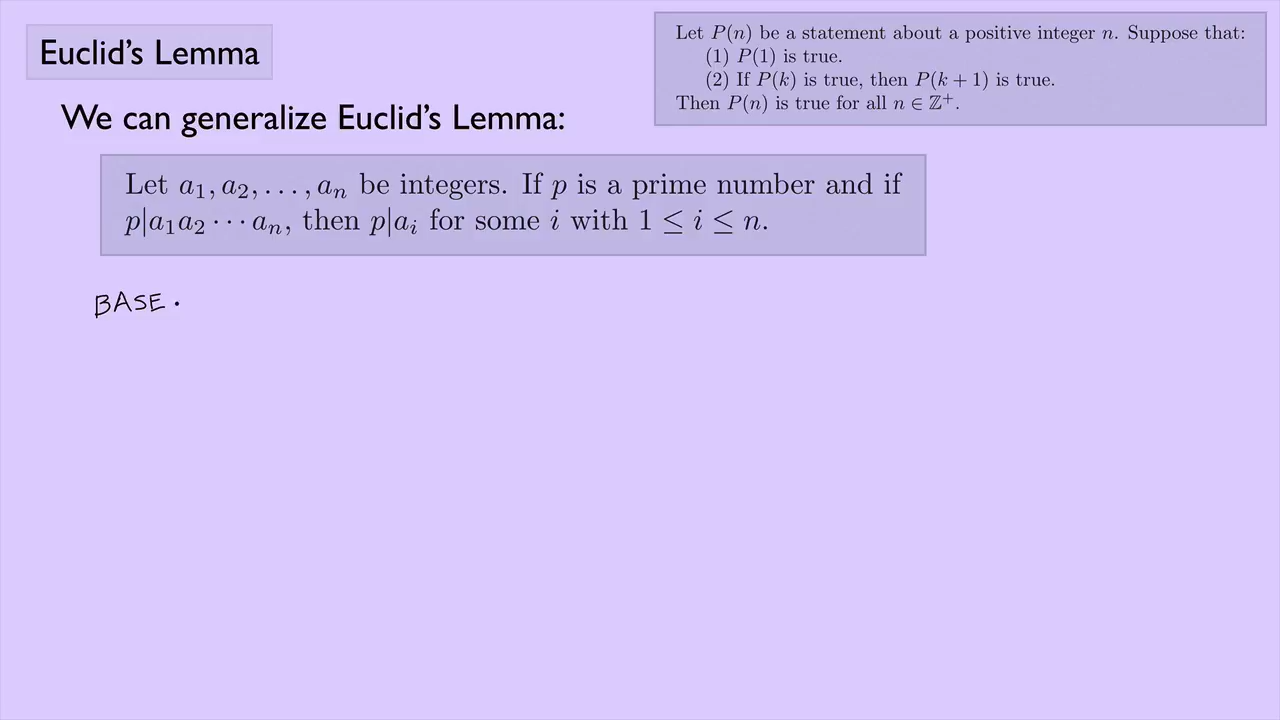 Euclid's Lemma
Let P(n) be a statement about a positive integer n. Suppose that:
(1) P(1) is true.
(2) If P(k) is true, then P(k + 1) is true.
Then P(n) is true for all n ∈ ℤ⁺.
We can generalize Euclid's Lemma:
Let a₁, a₂, . . . , aₙ be integers. If p is a prime number and if
p|a₁a₂ · · · aₙ, then p|aᵢ for some i with 1 ≤ i ≤ n.
BASE .